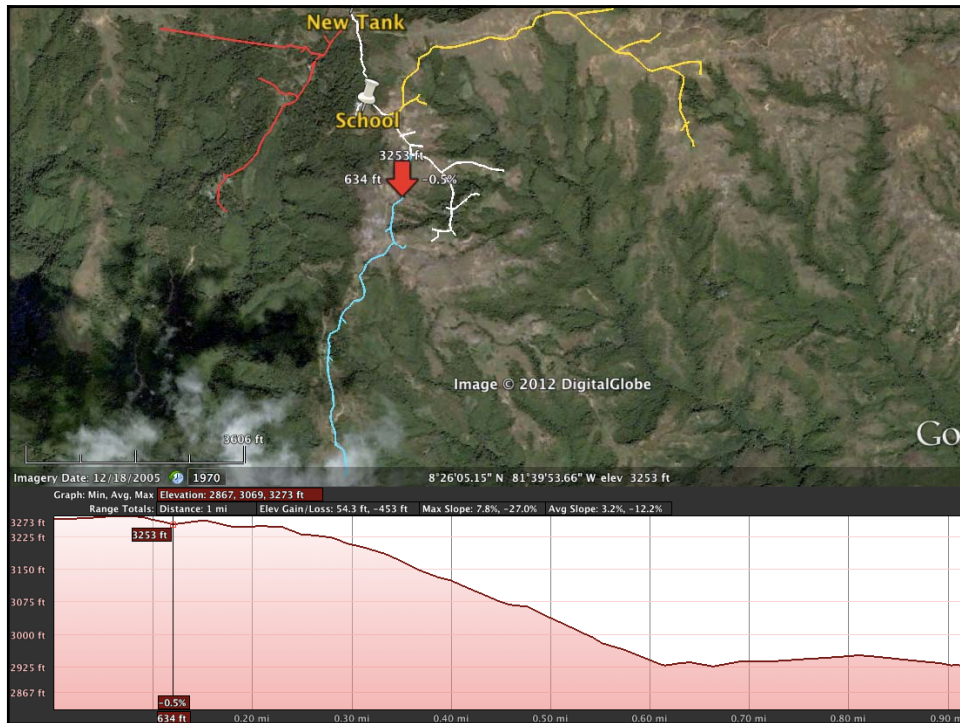 New Tank
School
3253 ft
634 ft -0.5%
Image © 2012 DigitalGlobe
3606 ft
Go
Imagery Date: 12/18/2005 1970 8°26'05.15" N 81°39'53.66" W elev 3253 ft
Graph: Min, Avg, Max Elevation: 2867, 3069, 3273 ft
Range Totals: Distance: 1 mi Elev Gain/Loss: 54.3 ft, -453 ft Max Slope: 7.8%, -27.0% Avg Slope: 3.2%, -12.2%
3273 ft
3253 ft
3225 ft
3150 ft
3075 ft
3000 ft
2925 ft
2867 ft
-0.5%
634 ft 0.20 mi 0.30 mi 0.40 mi 0.50 mi 0.60 mi 0.70 mi 0.80 mi 0.90 m